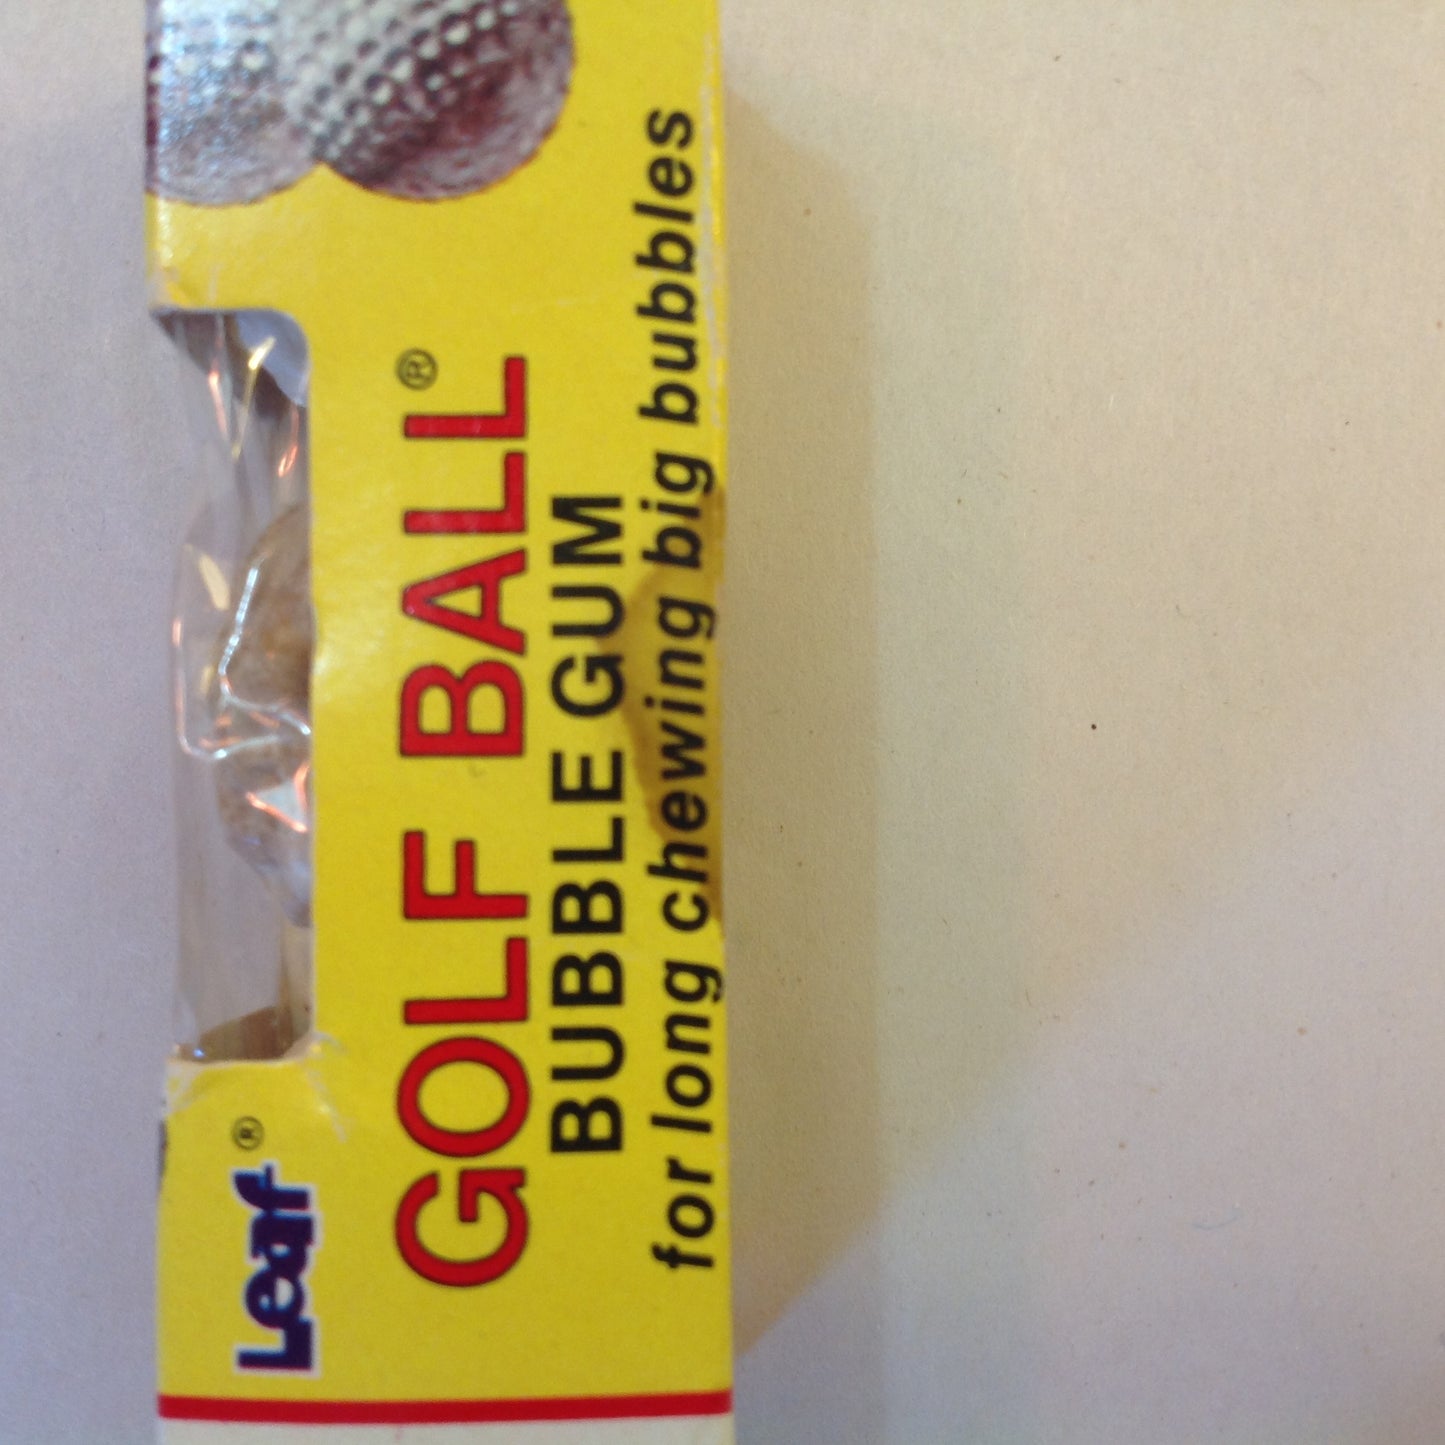 Leaf®
GOLF BALL®
BUBBLE GUM
for long chewing big bubbles